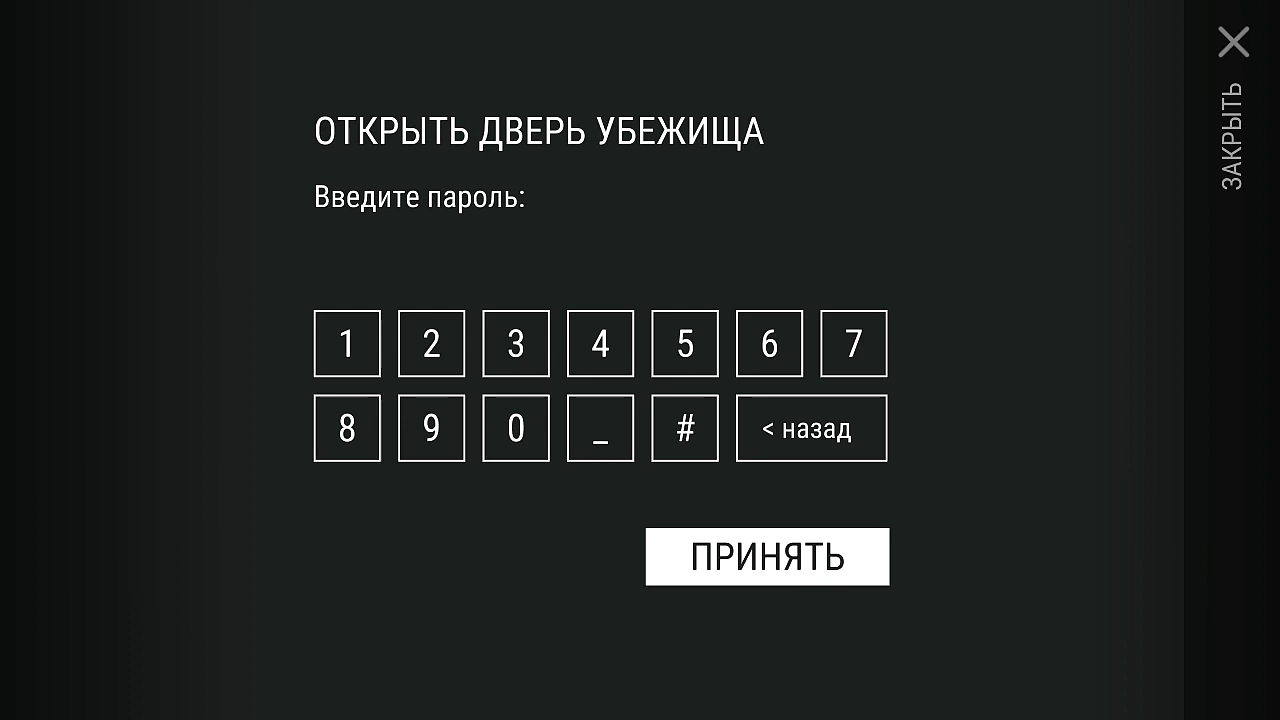 ОТКРЫТЬ ДВЕРЬ УБЕЖИЩА
Введите пароль:
1 2 3 4 5 6 7
8 9 0 _ # < назад
ПРИНЯТЬ
ЗАКРЫТЬ